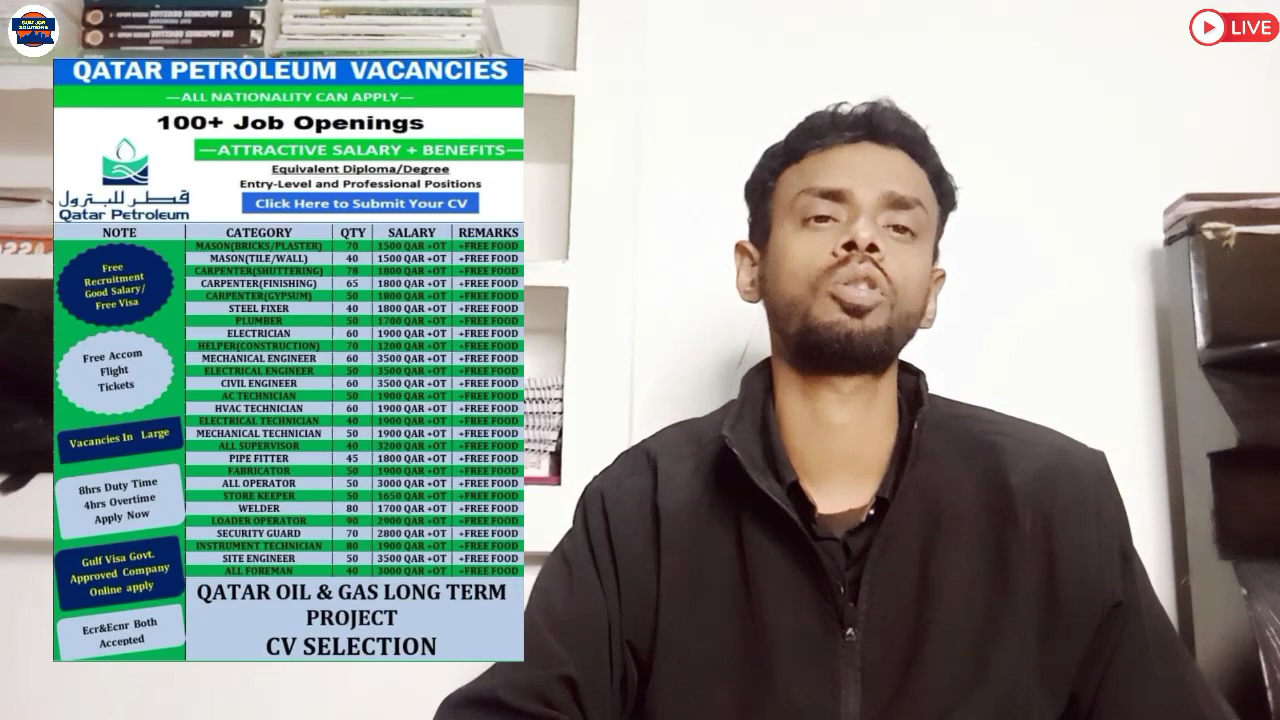 GULF JOB
SOLUTIONS
LIVE
QATAR PETROLEUM VACANCIES
—ALL NATIONALITY CAN APPLY—
100+ Job Openings
—ATTRACTIVE SALARY + BENEFITS—
Equivalent Diploma/Degree
Entry-Level and Professional Positions
Click Here to Submit Your CV
قطر للبترول
Qatar Petroleum
NOTE CATEGORY QTY SALARY REMARKS
MASON(BRICKS/PLASTER) 70 1500 QAR +OT +FREE FOOD
MASON(TILE/WALL) 40 1500 QAR +OT +FREE FOOD
CARPENTER(SHUTTERING) 78 1800 QAR +OT +FREE FOOD
CARPENTER(FINISHING) 65 1800 QAR +OT +FREE FOOD
CARPENTER(GYPSUM) 50 1800 QAR +OT +FREE FOOD
STEEL FIXER 40 1800 QAR +OT +FREE FOOD
PLUMBER 50 1700 QAR +OT +FREE FOOD
ELECTRICIAN 60 1900 QAR +OT +FREE FOOD
HELPER(CONSTRUCTION) 70 1200 QAR +OT +FREE FOOD
MECHANICAL ENGINEER 60 3500 QAR +OT +FREE FOOD
ELECTRICAL ENGINEER 50 3500 QAR +OT +FREE FOOD
CIVIL ENGINEER 60 3500 QAR +OT +FREE FOOD
AC TECHNICIAN 50 1900 QAR +OT +FREE FOOD
HVAC TECHNICIAN 60 1900 QAR +OT +FREE FOOD
ELECTRICAL TECHNICIAN 40 1900 QAR +OT +FREE FOOD
MECHANICAL TECHNICIAN 50 1900 QAR +OT +FREE FOOD
ALL SUPERVISOR 40 3200 QAR +OT +FREE FOOD
PIPE FITTER 45 1800 QAR +OT +FREE FOOD
FABRICATOR 50 1900 QAR +OT +FREE FOOD
ALL OPERATOR 50 3000 QAR +OT +FREE FOOD
STORE KEEPER 50 1650 QAR +OT +FREE FOOD
WELDER 80 1700 QAR +OT +FREE FOOD
LOADER OPERATOR 90 2900 QAR +OT +FREE FOOD
SECURITY GUARD 70 2800 QAR +OT +FREE FOOD
INSTRUMENT TECHNICIAN 80 1900 QAR +OT +FREE FOOD
SITE ENGINEER 50 3500 QAR +OT +FREE FOOD
ALL FOREMAN 40 3000 QAR +OT +FREE FOOD
Free
Recruitment
Good Salary/
Free Visa
Free Accom
Flight
Tickets
Vacancies In Large
8hrs Duty Time
4hrs Overtime
Apply Now
Gulf Visa Govt.
Approved Company
Online apply
Ecr&Ecnr Both
Accepted
QATAR OIL & GAS LONG TERM
PROJECT
CV SELECTION